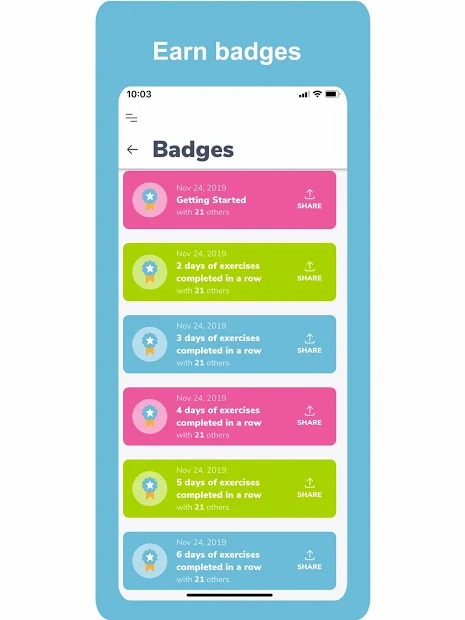 Earn badges
10:03
Badges
Nov 24, 2019
Getting Started
with 21 others
SHARE
Nov 24, 2019
2 days of exercises
completed in a row
with 21 others
SHARE
Nov 24, 2019
3 days of exercises
completed in a row
with 21 others
SHARE
Nov 24, 2019
4 days of exercises
completed in a row
with 21 others
SHARE
Nov 24, 2019
5 days of exercises
completed in a row
with 21 others
SHARE
Nov 24, 2019
6 days of exercises
completed in a row
with 21 others
SHARE